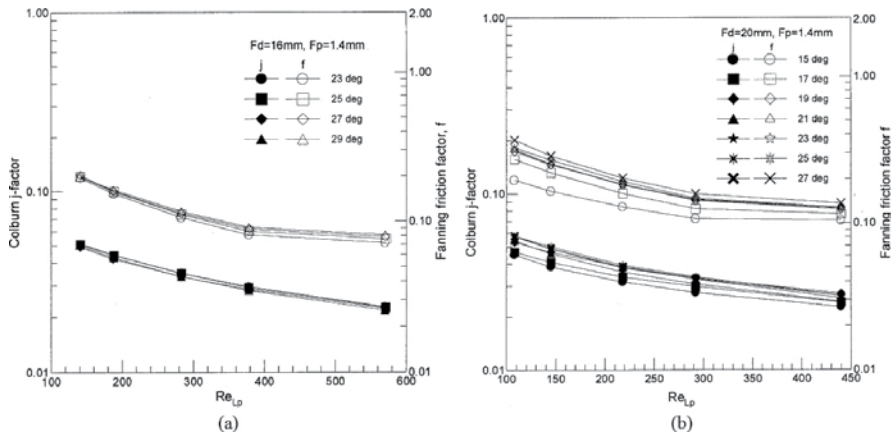 1.00
2.00
Fd=16mm, Fp=1.4mm
j f
23 deg
25 deg
27 deg
29 deg
1.00
Colburn j-factor
0.10
Fanning friction factor, f
0.10
0.01
0.01
100 200 300 400 500 600
ReLp
(a)
1.00
2.00
Fd=20mm, Fp=1.4mm
j f
15 deg
17 deg
19 deg
21 deg
23 deg
25 deg
27 deg
1.00
Colburn j-factor
0.10
Fanning friction factor f
0.10
0.01
0.01
100 150 200 250 300 350 400 450
ReLp
(b)